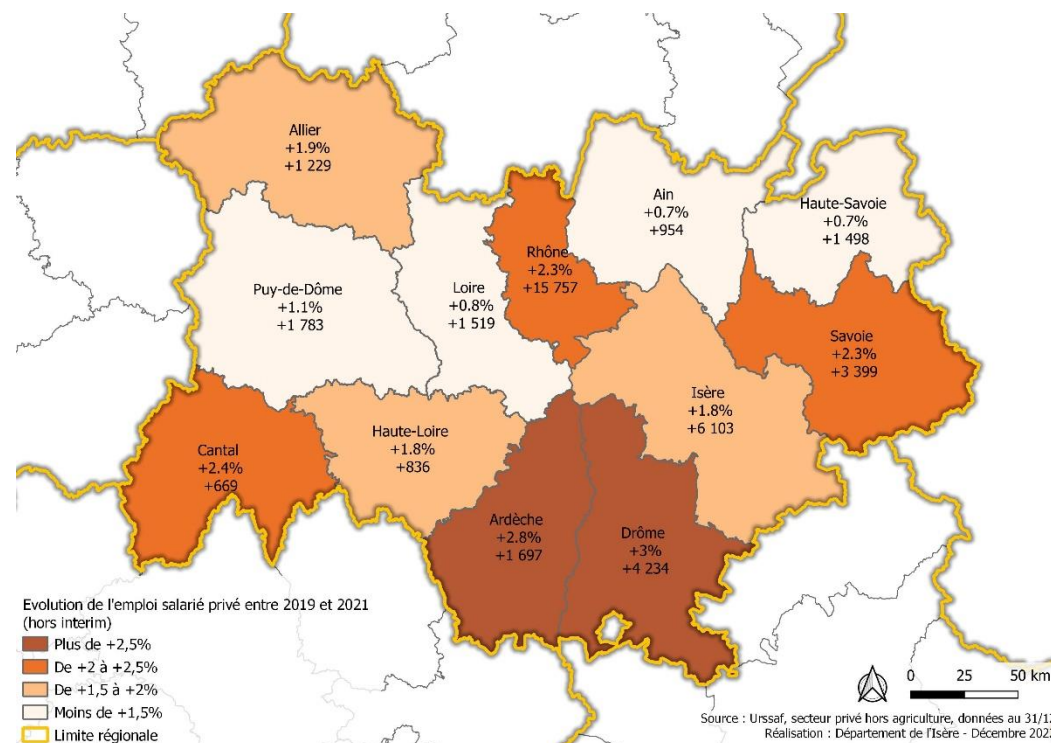 Allier
+1.9%
+1 229
Ain
+0.7%
+954
Haute-Savoie
+0.7%
+1 498
Rhône
+2.3%
+15 757
Puy-de-Dôme
+1.1%
+1 783
Loire
+0.8%
+1 519
Savoie
+2.3%
+3 399
Isère
+1.8%
+6 103
Cantal
+2.4%
+669
Haute-Loire
+1.8%
+836
Ardèche
+2.8%
+1 697
Drôme
+3%
+4 234
Evolution de l'emploi salarié privé entre 2019 et 2021
(hors interim)
Plus de +2,5%
De +2 à +2,5%
De +1,5 à +2%
Moins de +1,5%
Limite régionale
0 25 50 km
Source : Urssaf, secteur privé hors agriculture, données au 31/12
Réalisation : Département de l'Isère - Décembre 202